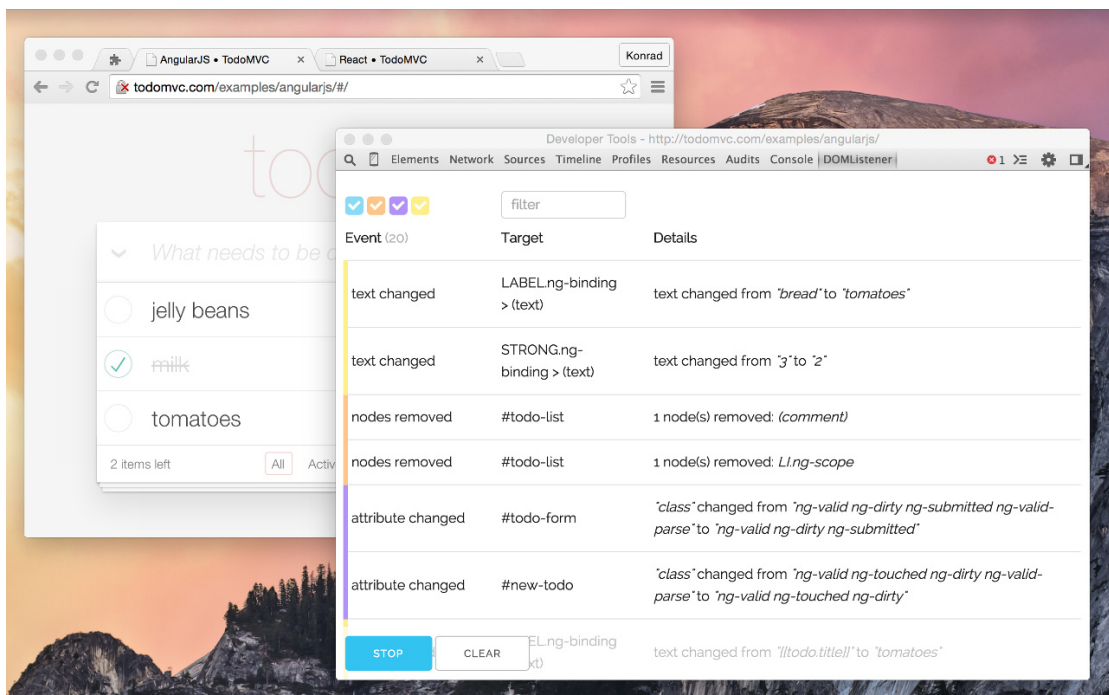 AngularJS • TodoMVC
React • TodoMVC
Konrad
todomvc.com/examples/angularjs/#/
What needs to be
jelly beans
milk
tomatoes
2 items left
All
Developer Tools - http://todomvc.com/examples/angularjs/
Elements Network Sources Timeline Profiles Resources Audits Console DOMListener
1
filter
Event (20) Target Details
text changed
LABEL.ng-binding
> (text)
text changed from "bread" to "tomatoes"
text changed
STRONG.ng-
binding > (text)
text changed from "3" to "2"
nodes removed #todo-list 1 node(s) removed: (comment)
nodes removed #todo-list 1 node(s) removed: LI.ng-scope
attribute changed #todo-form
"class" changed from "ng-valid ng-dirty ng-submitted ng-valid-
parse" to "ng-valid ng-dirty ng-submitted"
attribute changed #new-todo
"class" changed from "ng-valid ng-touched ng-dirty ng-valid-
parse" to "ng-valid ng-touched ng-dirty"
STOP
CLEAR
EL.ng-binding
xt)
text changed from "{{todo.title}}" to "tomatoes"